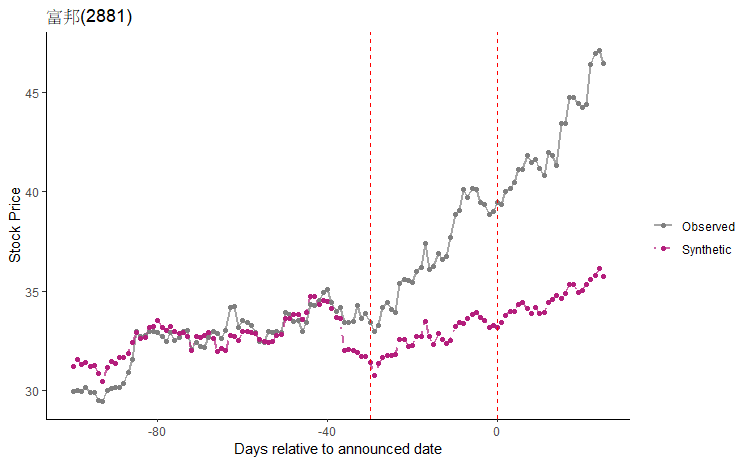 富邦(2881)
45
40
35
30
Stock Price
-80
-40
0
Days relative to announced date
Observed
Synthetic